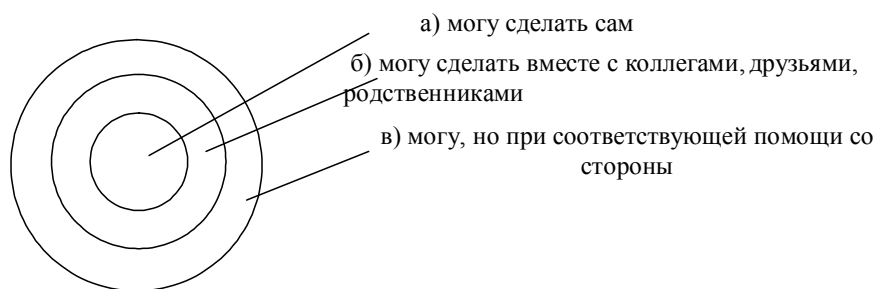 а) могу сделать сам
б) могу сделать вместе с коллегами, друзьями,
родственниками
в) могу, но при соответствующей помощи со
стороны